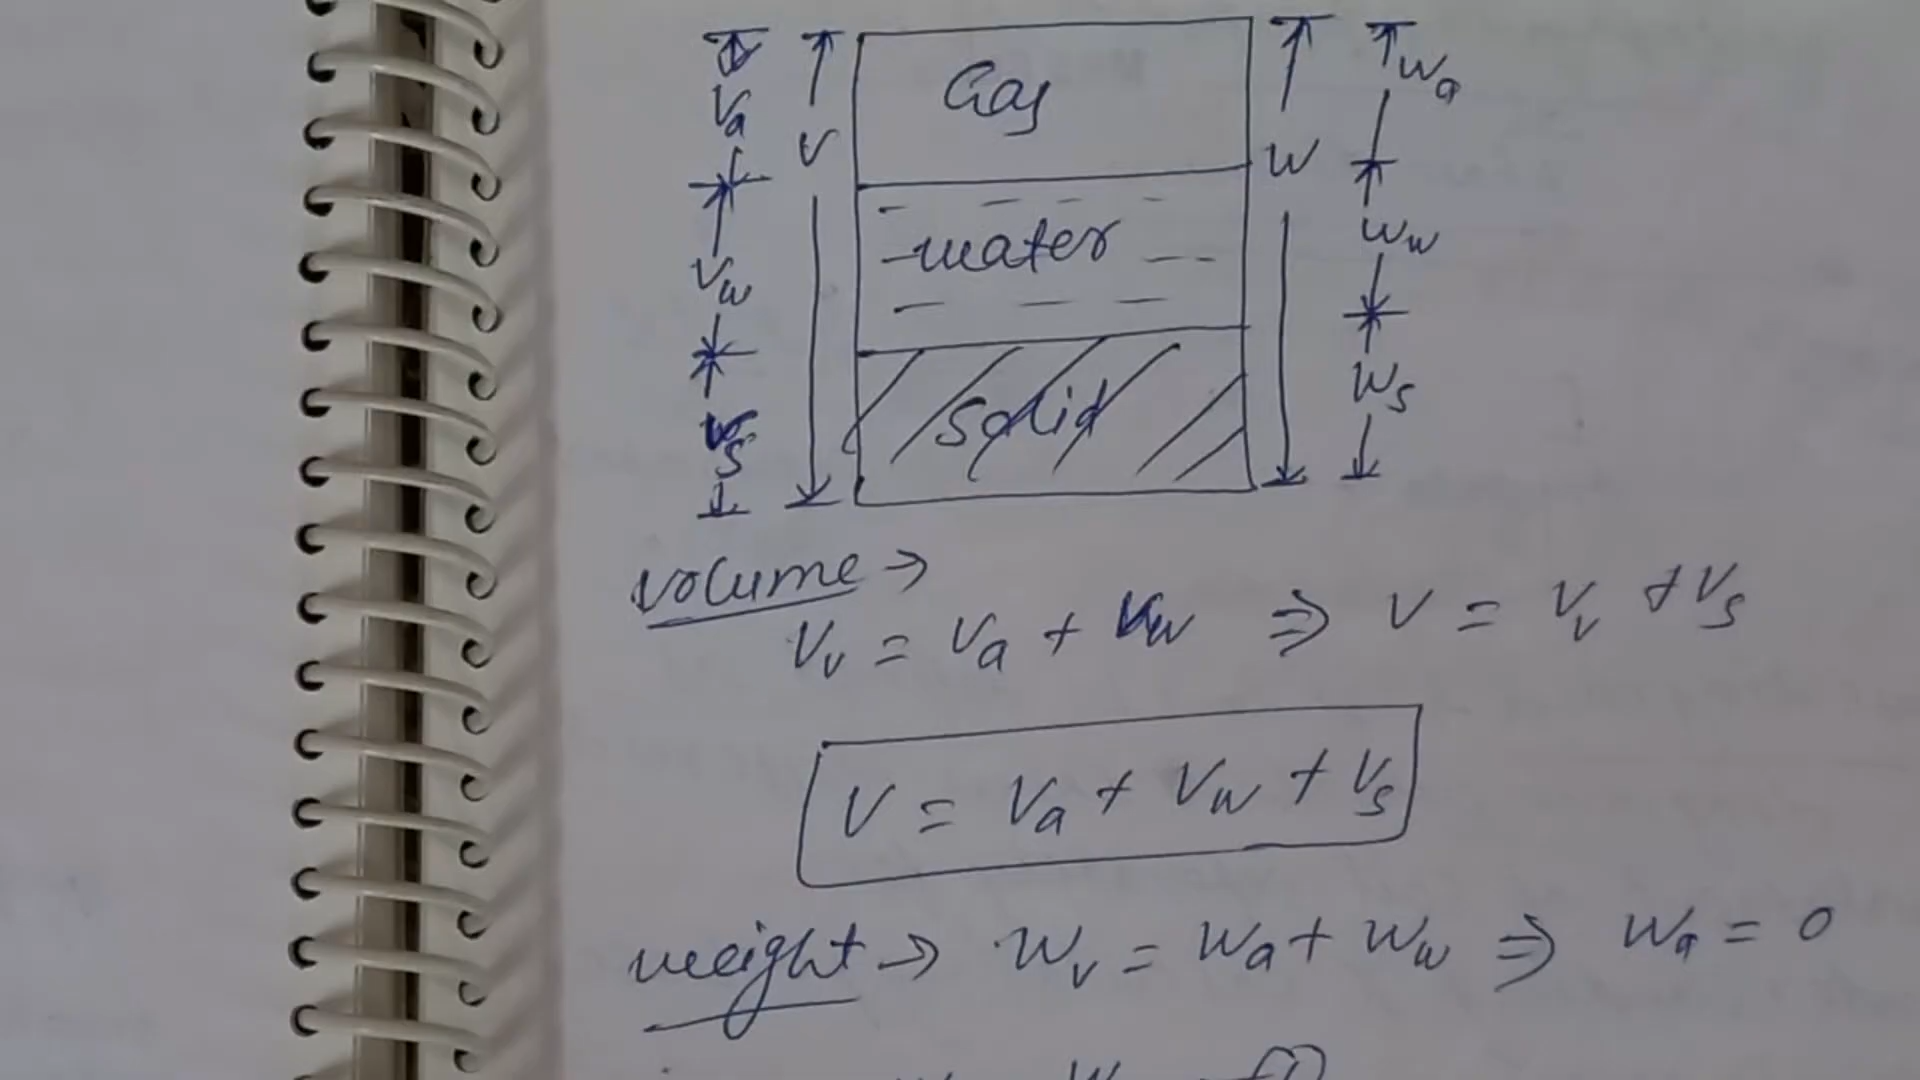 Va V Gas W Wa
Vw water Ww
Vs solid Ws
volume →
Vv = Va + Vw ⇒ V = Vv + Vs
V = Va + Vw + Vs
weight → Wv = Wa + Ww ⇒ Wa = 0